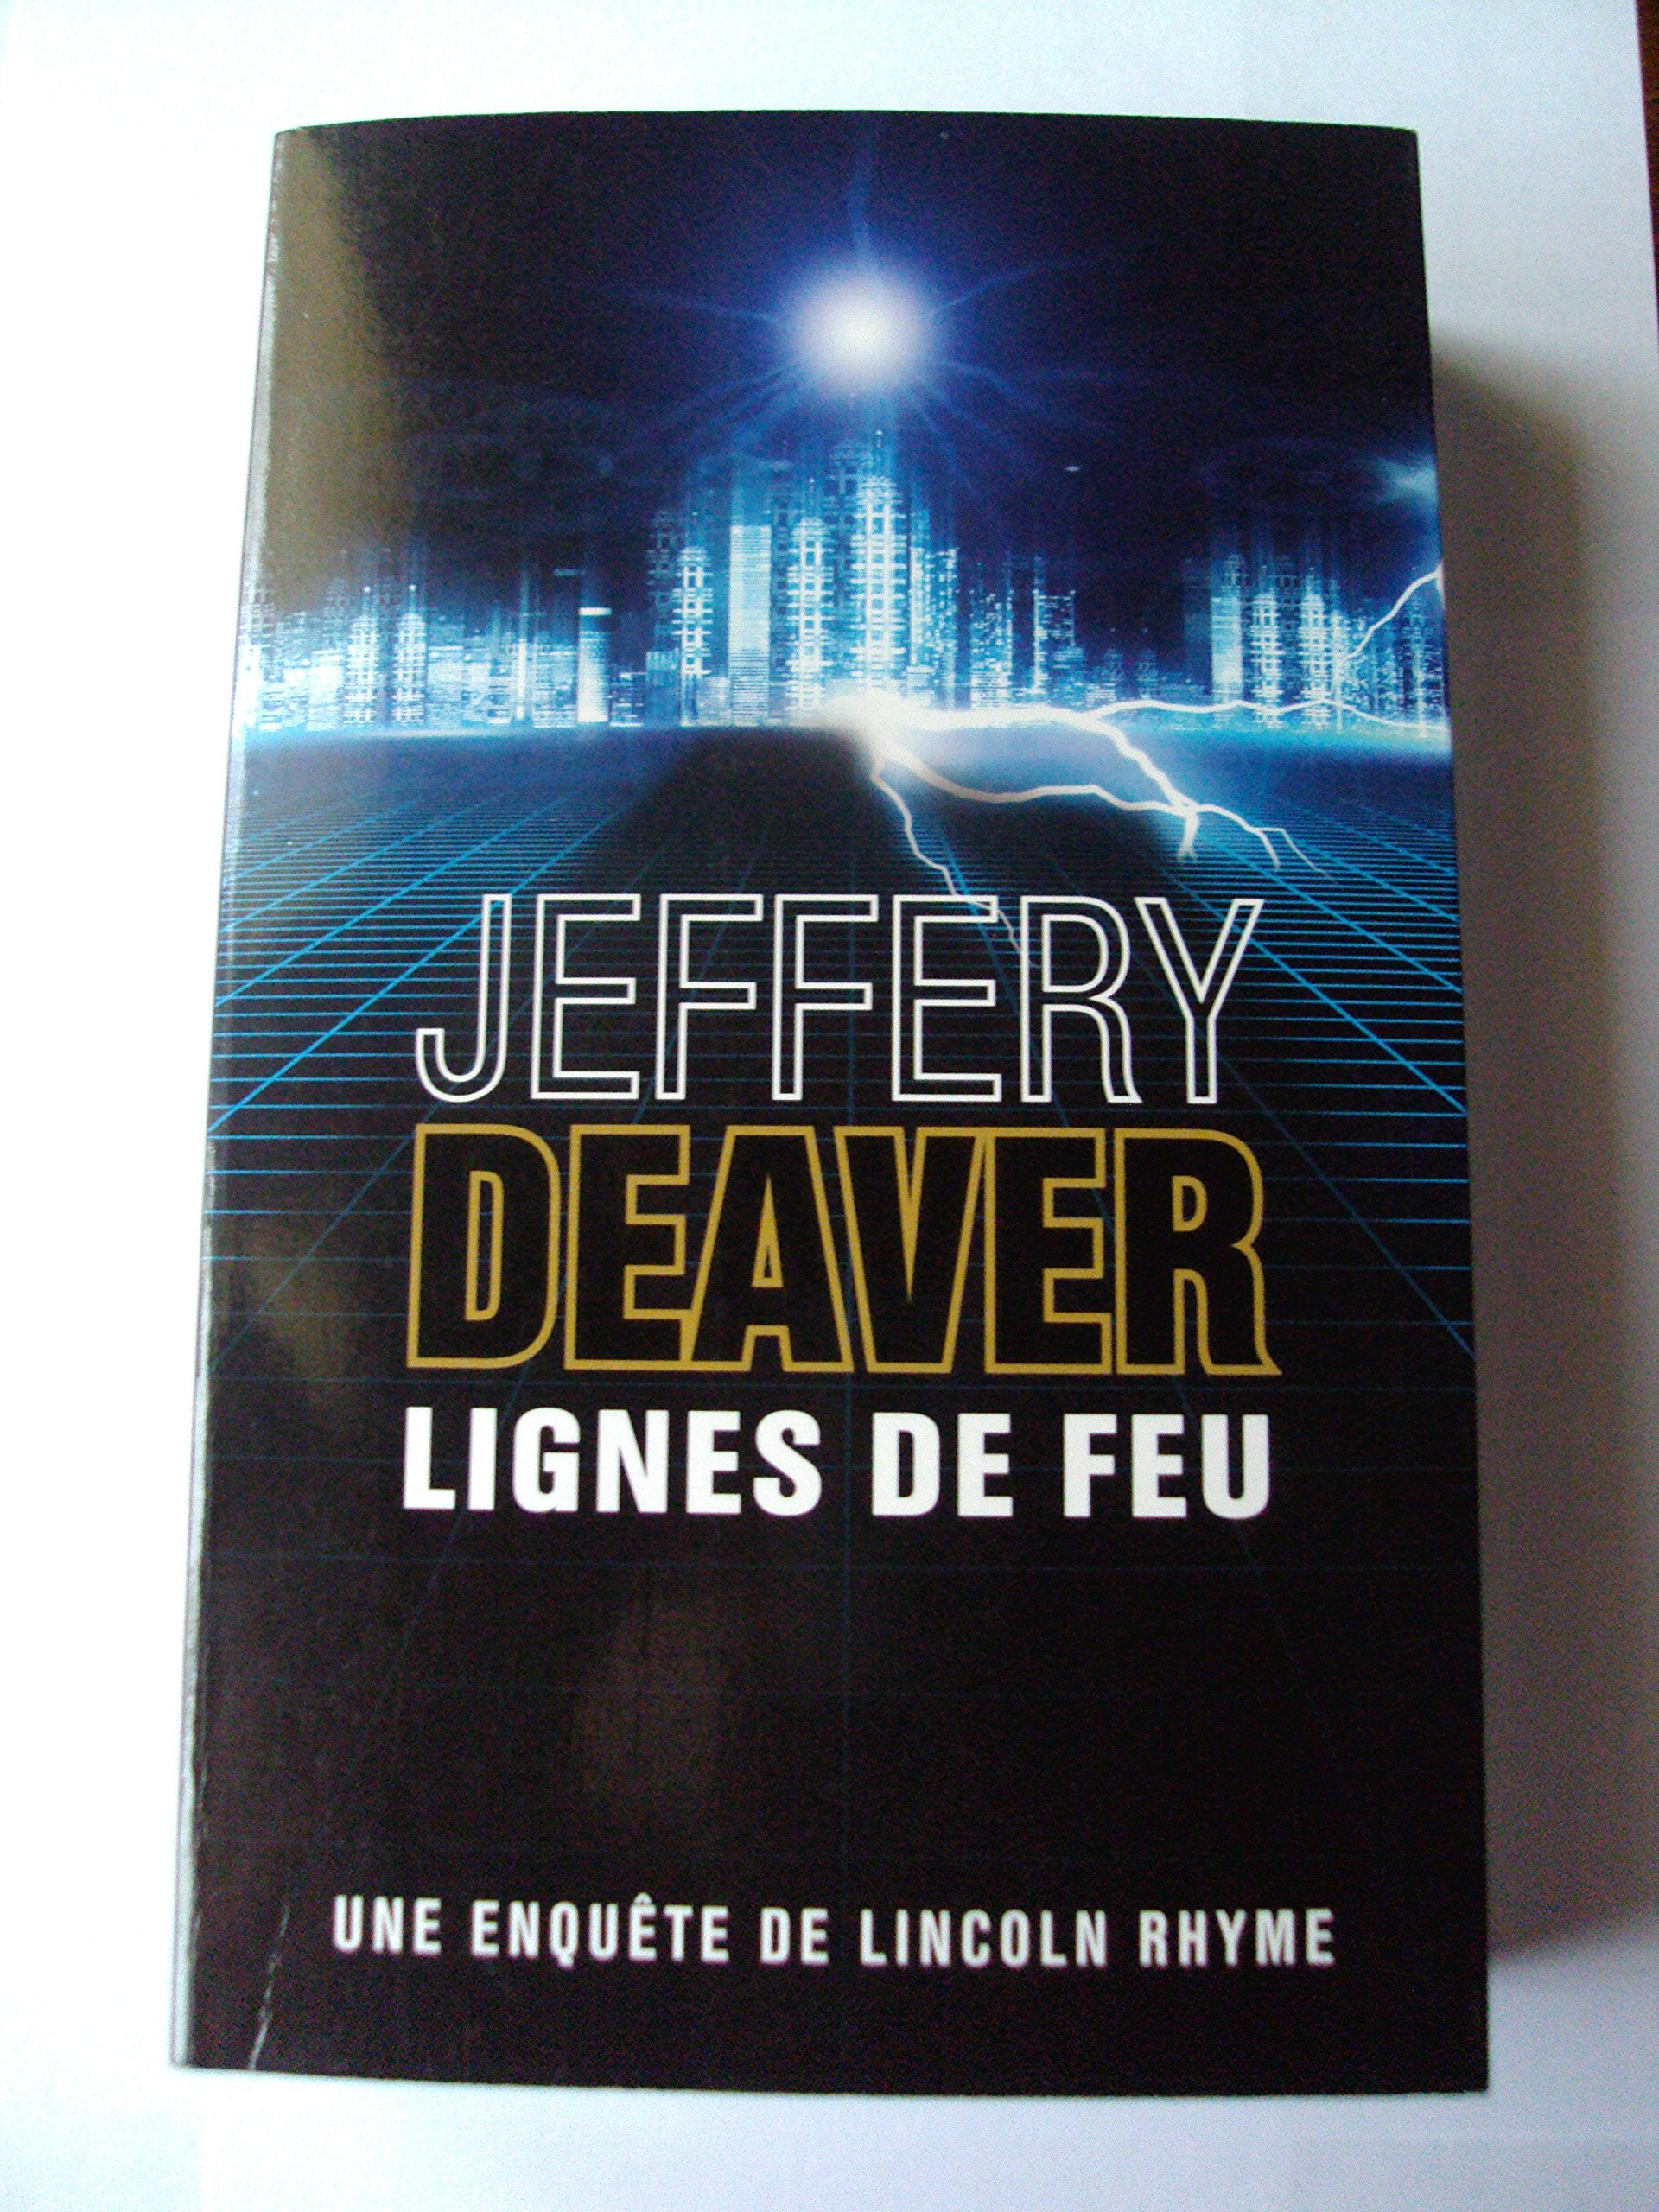 JEFFERY
DEAVER
LIGNES DE FEU
UNE ENQUÊTE DE LINCOLN RHYME